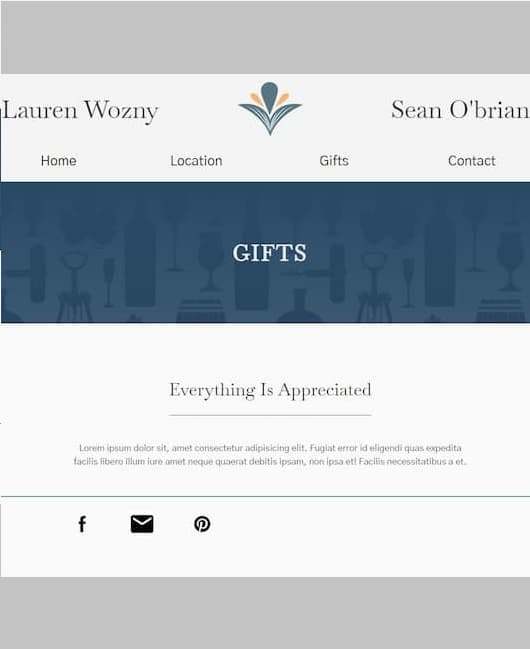 Lauren Wozny
Sean O'brian
Home Location Gifts Contact
GIFTS
Everything Is Appreciated
Lorem ipsum dolor sit, amet consectetur adipisicing elit. Fugiat error id eligendi quas expedita
facilis libero illum iure amet neque quaerat debitis ipsam, non ipsa et! Facilis necessitatibus a et.